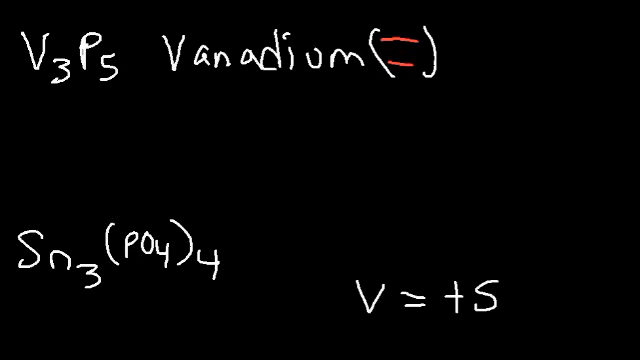 V₃P₅ Vanadium(=)
Sn₃(PO₄)₄
V = +5